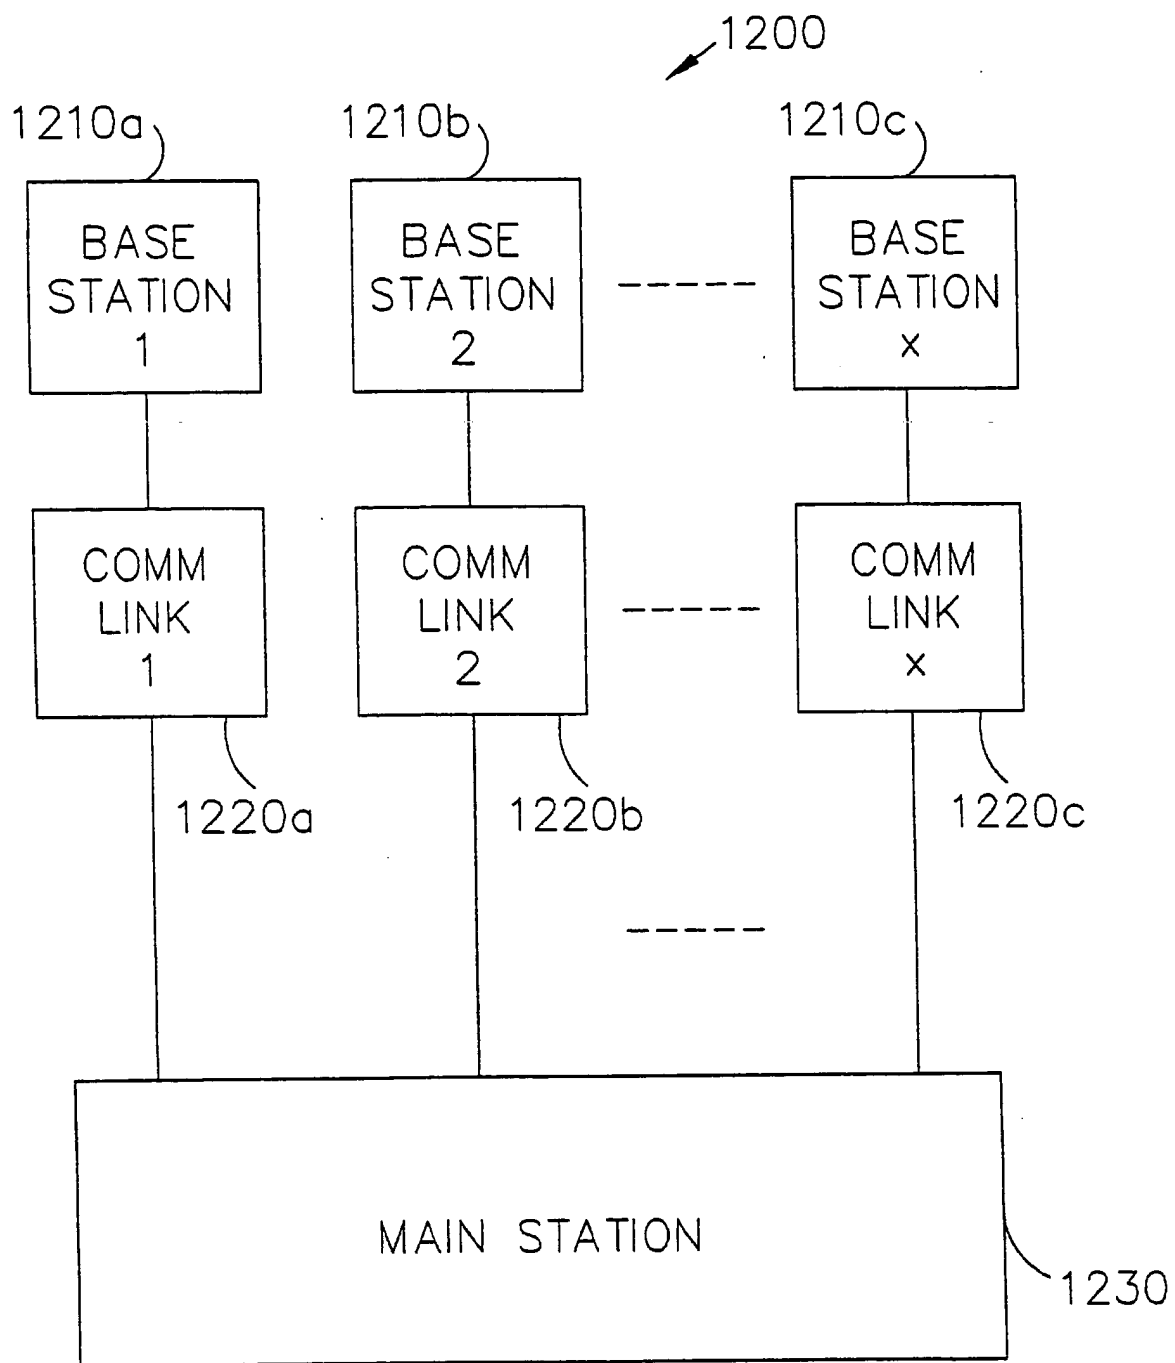 1200
1210a
1210b
1210c
BASE
STATION
1
BASE
STATION
2
BASE
STATION
x
COMM
LINK
1
COMM
LINK
2
COMM
LINK
x
1220a
1220b
1220c
MAIN STATION
1230